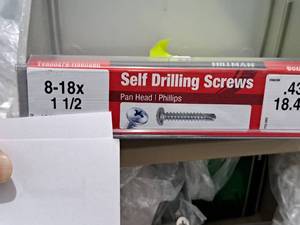 HILLMAN
8-18x
1 1/2
Self Drilling Screws
Pan Head | Phillips
.43
18.4